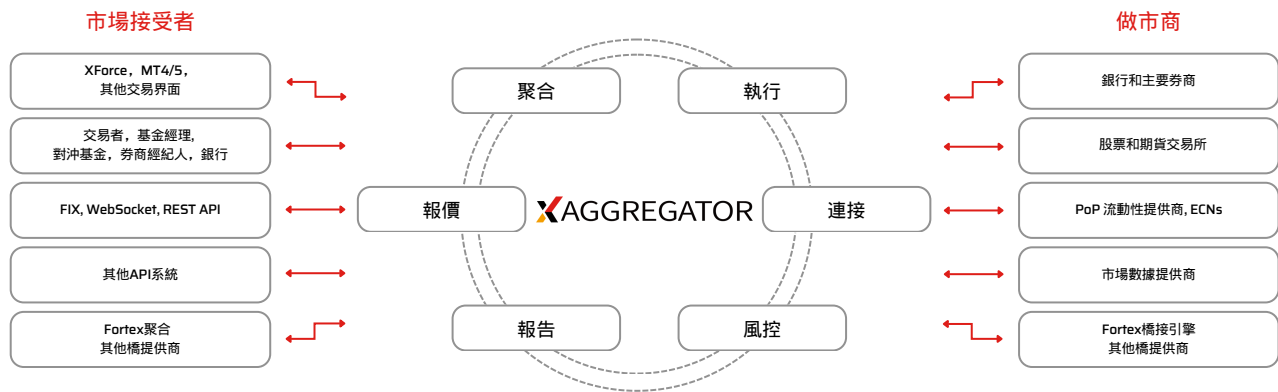 市場接受者
XForce，MT4/5，
其他交易界面
交易者，基金經理,
對沖基金，券商經紀人，銀行
FIX, WebSocket, REST API
其他API系統
Fortex聚合
其他橋提供商
聚合
執行
報價
XAGGREGATOR
連接
報告
風控
做市商
銀行和主要券商
股票和期貨交易所
PoP 流動性提供商, ECNs
市場數據提供商
Fortex橋接引擎
其他橋提供商